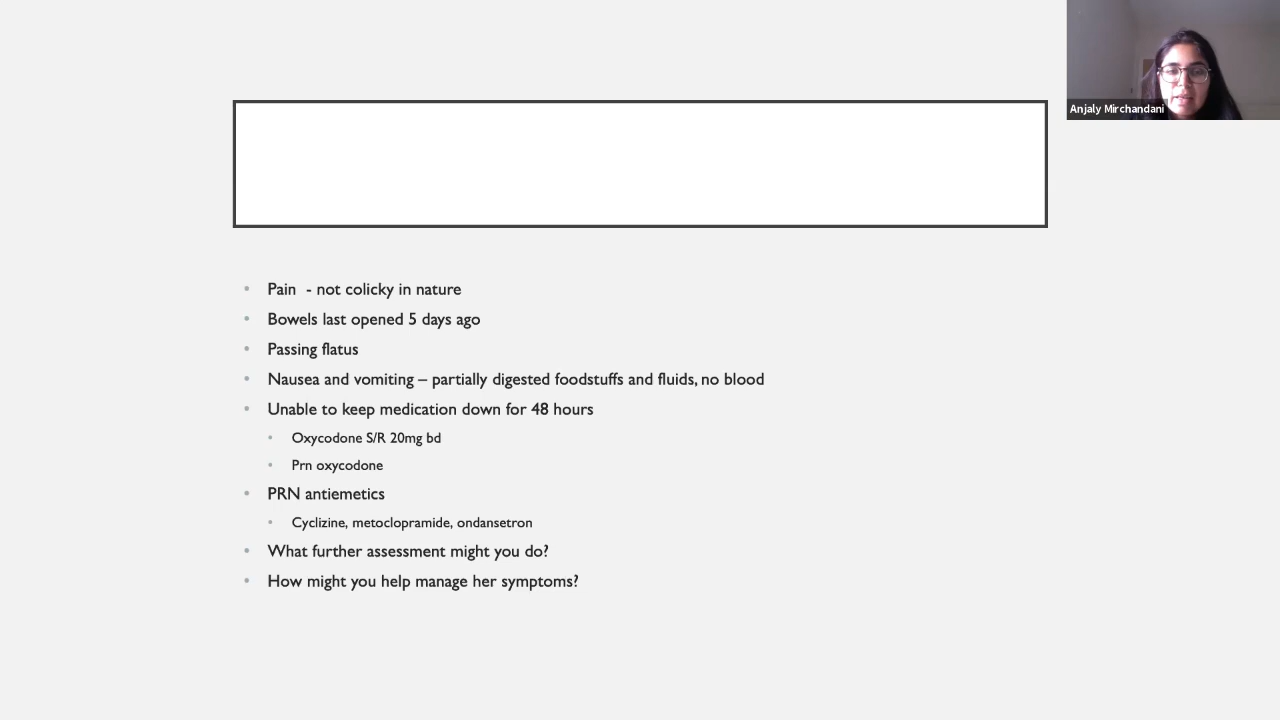 Anjaly Mirchandani
Pain - not colicky in nature
Bowels last opened 5 days ago
Passing flatus
Nausea and vomiting – partially digested foodstuffs and fluids, no blood
Unable to keep medication down for 48 hours
Oxycodone S/R 20mg bd
Prn oxycodone
PRN antiemetics
Cyclizine, metoclopramide, ondansetron
What further assessment might you do?
How might you help manage her symptoms?